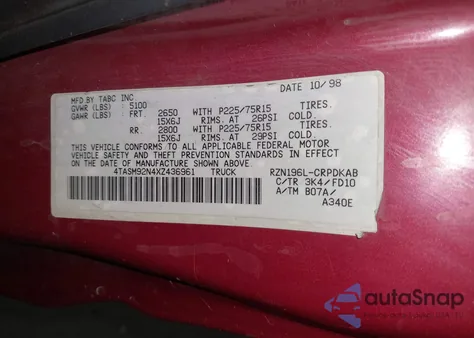 MFD BY TABC INC DATE 10/98
GVWR (LBS) 5100
GAWR (LBS) FRT. 2650 WITH P225/75R15 TIRES.
15X6J RIMS. AT 26PSI COLD.
RR. 2800 WITH P225/75R15 TIRES.
15X6J RIMS. AT 29PSI COLD.
THIS VEHICLE CONFORMS TO ALL APPLICABLE FEDERAL MOTOR
VEHICLE SAFETY AND THEFT PREVENTION STANDARDS IN EFFECT
ON THE DATE OF MANUFACTURE SHOWN ABOVE.
4TASM92N4XZ436961 TRUCK RZN196L-CRPDKAB
C/TR 3K4/FD10
A/TM B07A/
A340E
autoSnap